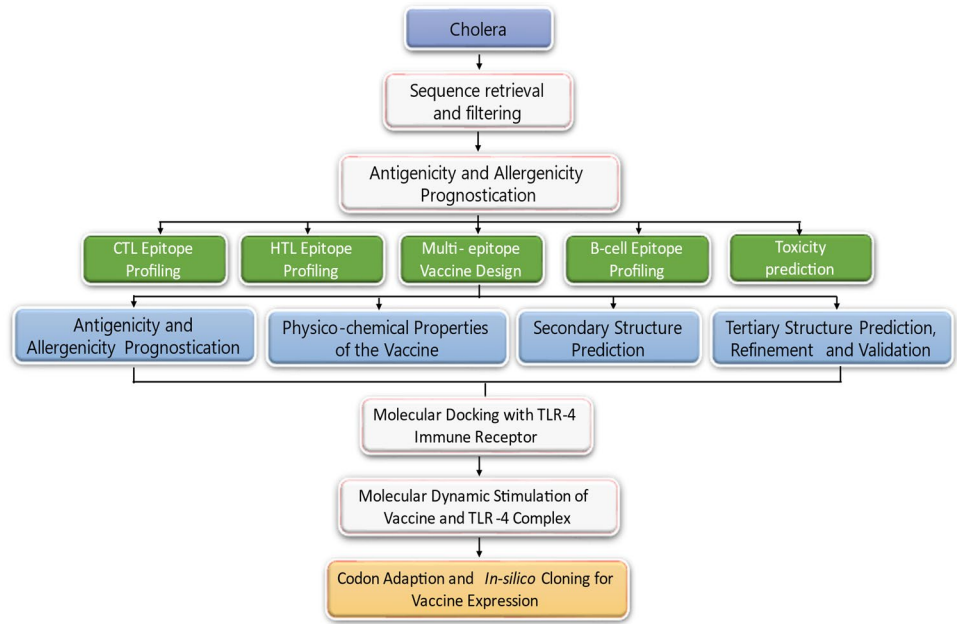 Cholera
Sequence retrieval
and filtering
Antigenicity and Allergenicity
Prognostication
CTL Epitope
Profiling
HTL Epitope
Profiling
Multi- epitope
Vaccine Design
B-cell Epitope
Profiling
Toxicity
prediction
Antigenicity and
Allergenicity Prognostication
Physico-chemical Properties
of the Vaccine
Secondary Structure
Prediction
Tertiary Structure Prediction,
Refinement and Validation
Molecular Docking with TLR-4
Immune Receptor
Molecular Dynamic Stimulation of
Vaccine and TLR-4 Complex
Codon Adaption and In-silico Cloning for
Vaccine Expression